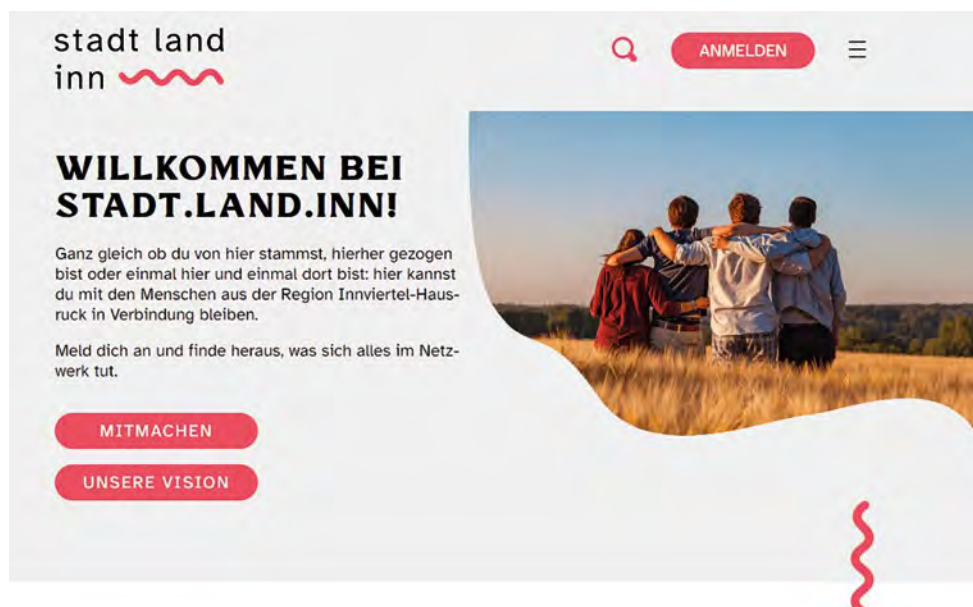 stadt land
inn
ANMELDEN
WILLKOMMEN BEI
STADT.LAND.INN!
Ganz gleich ob du von hier stammst, hierher gezogen
bist oder einmal hier und einmal dort bist: hier kannst
du mit den Menschen aus der Region Innviertel-Haus-
ruck in Verbindung bleiben.
Meld dich an und finde heraus, was sich alles im Netz-
werk tut.
MITMACHEN
UNSERE VISION